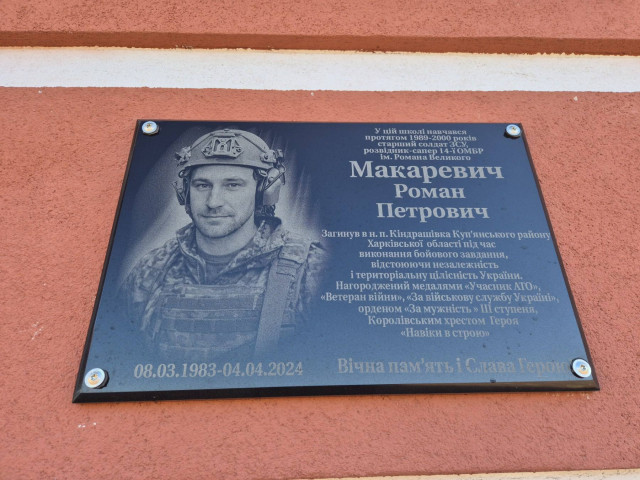 У цій школі навчався
протягом 1989-2000 років
старший солдат ЗСУ,
розвідник-сапер 14-ї ОМБР
ім. Романа Великого
Макаревич
Роман
Петрович
Загинув в н. п. Кіндрашівка Куп'янського району
Харківської області під час
виконання бойового завдання,
відстоюючи незалежність
і територіальну цілісність України.
Нагороджений медалями «Учасник АТО»,
«Ветеран війни», «За військову службу Україні»,
орденом «За мужність » ІІІ ступеня,
Королівським хрестом Героя
«Навіки в строю»
08.03.1983-04.04.2024
Вічна пам'ять і Слава Герою